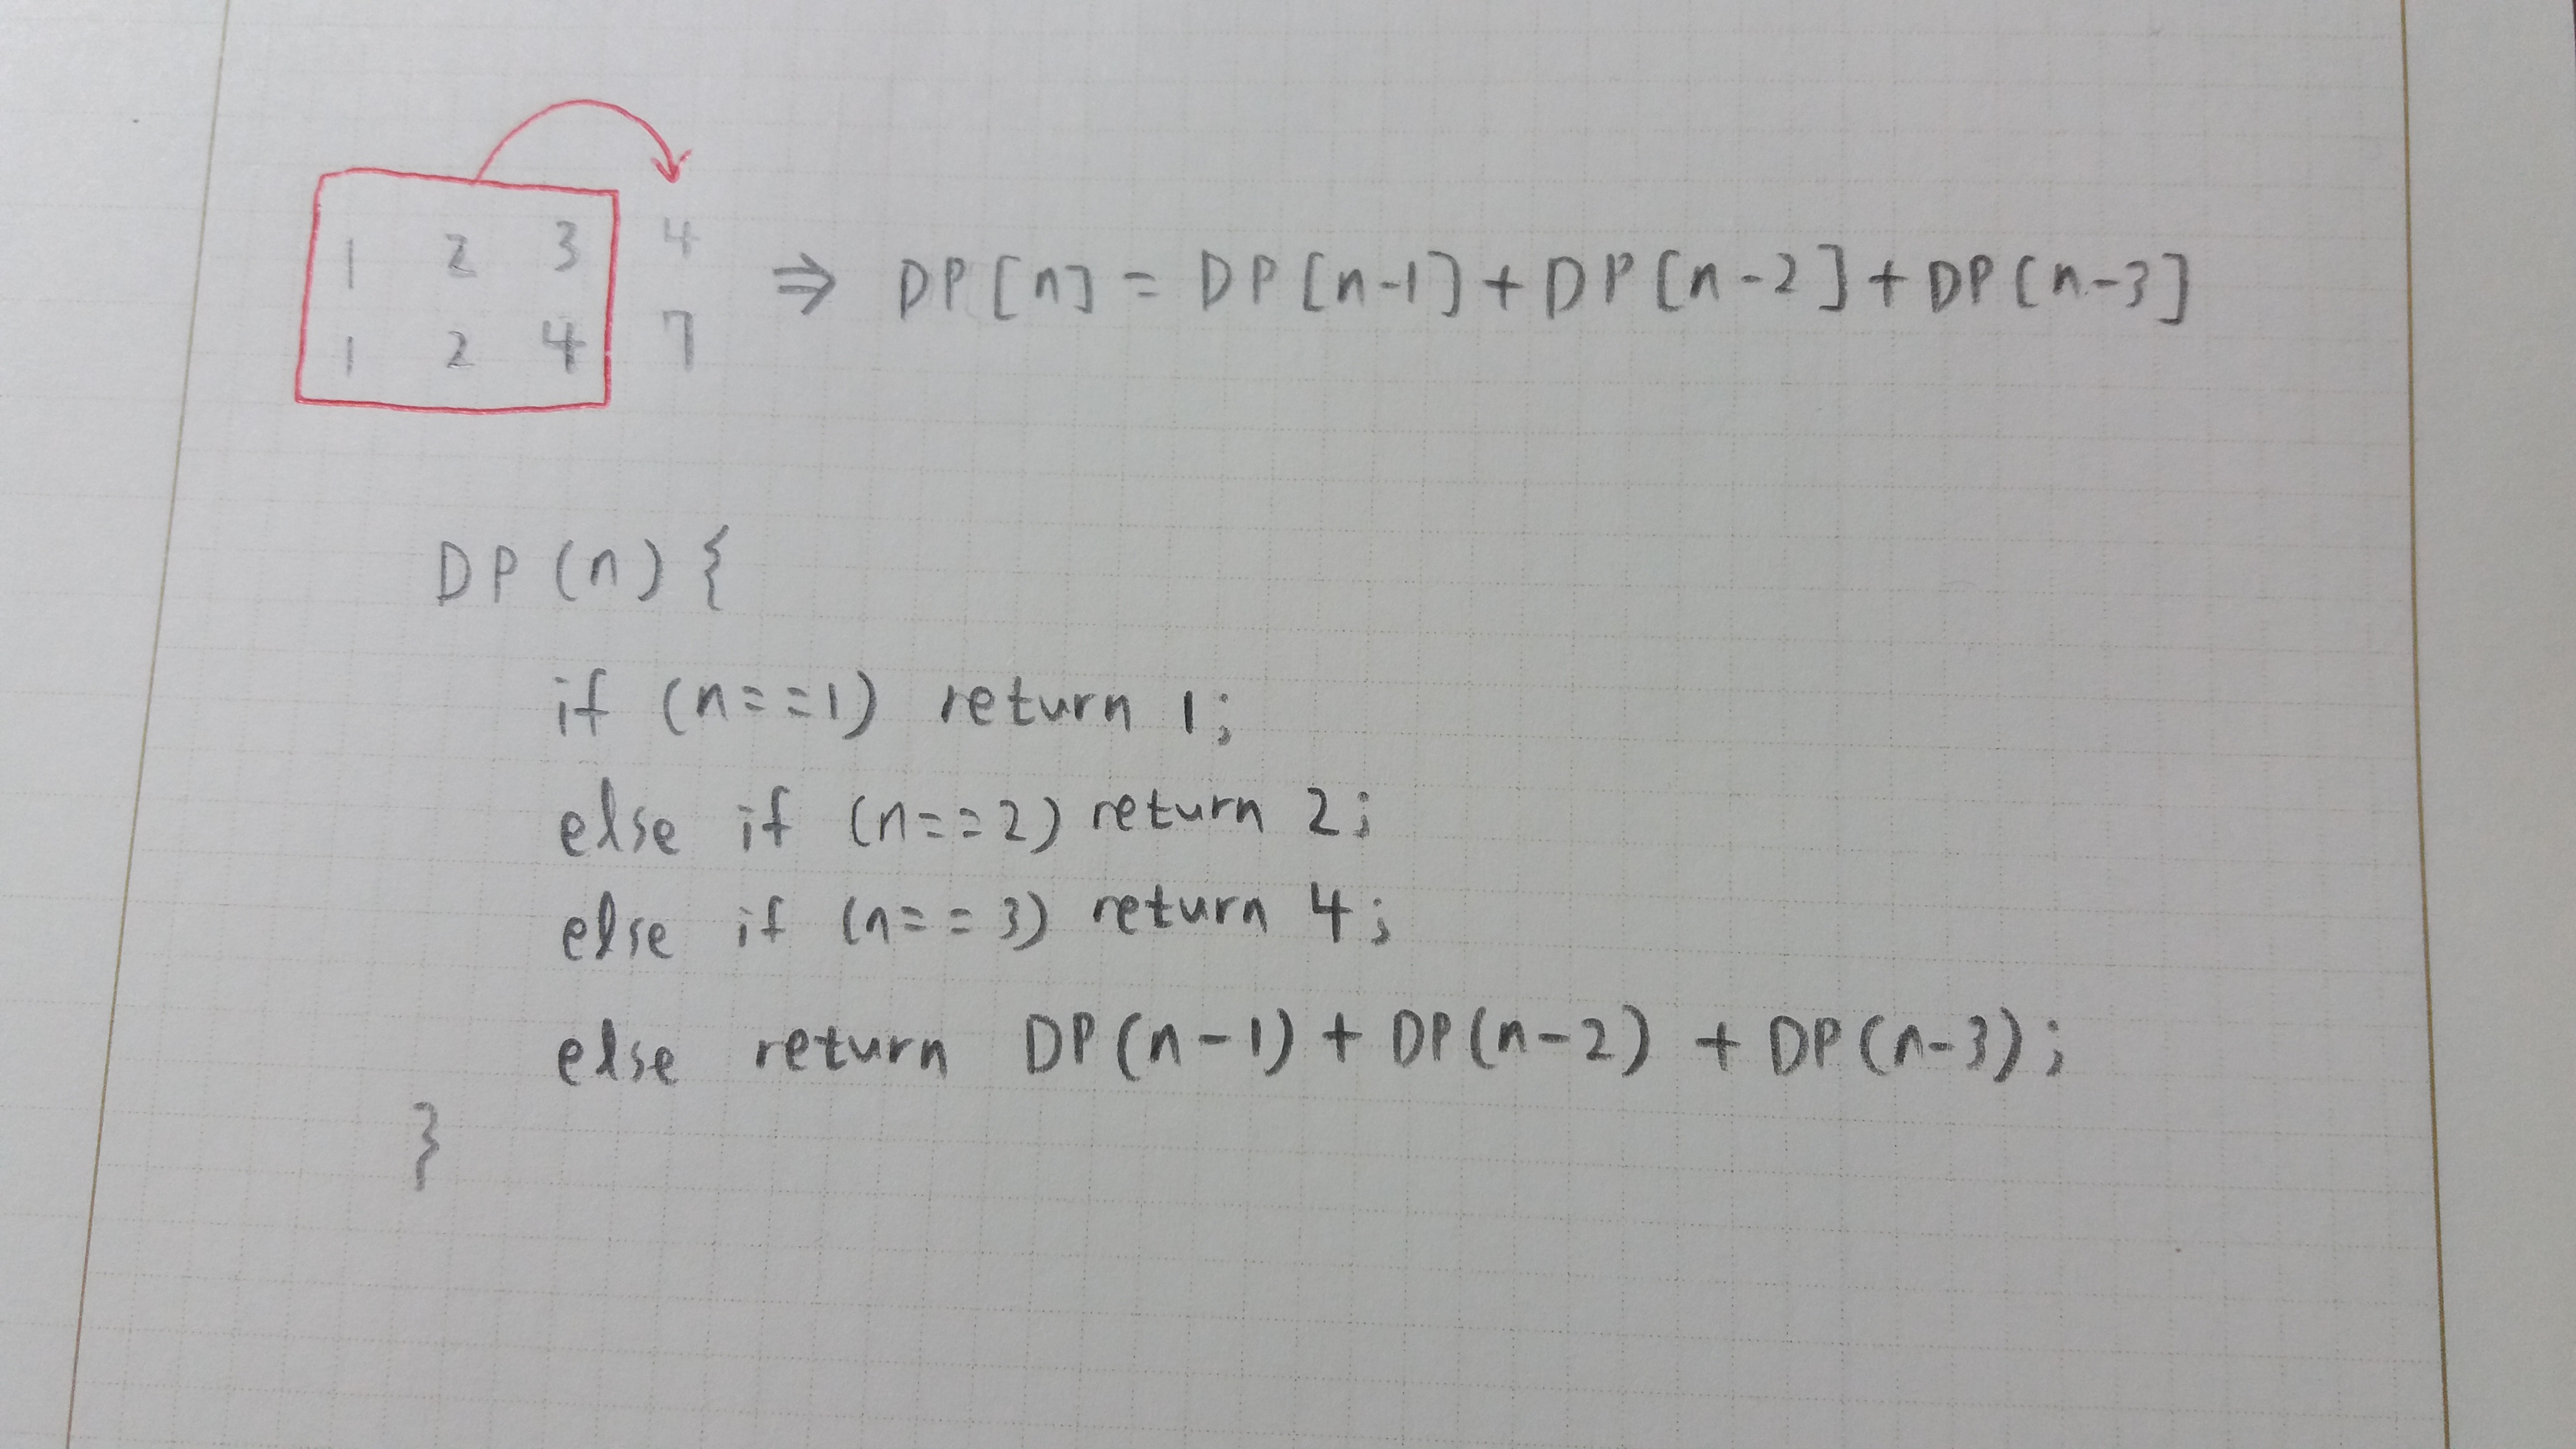 1 2 3 4
1 2 4 7
⇒ DP[n] = DP[n-1] + DP[n-2] + DP[n-3]
DP(n) {
if (n==1) return 1;
else if (n==2) return 2;
else if (n==3) return 4;
else return DP(n-1) + DP(n-2) + DP(n-3);
}